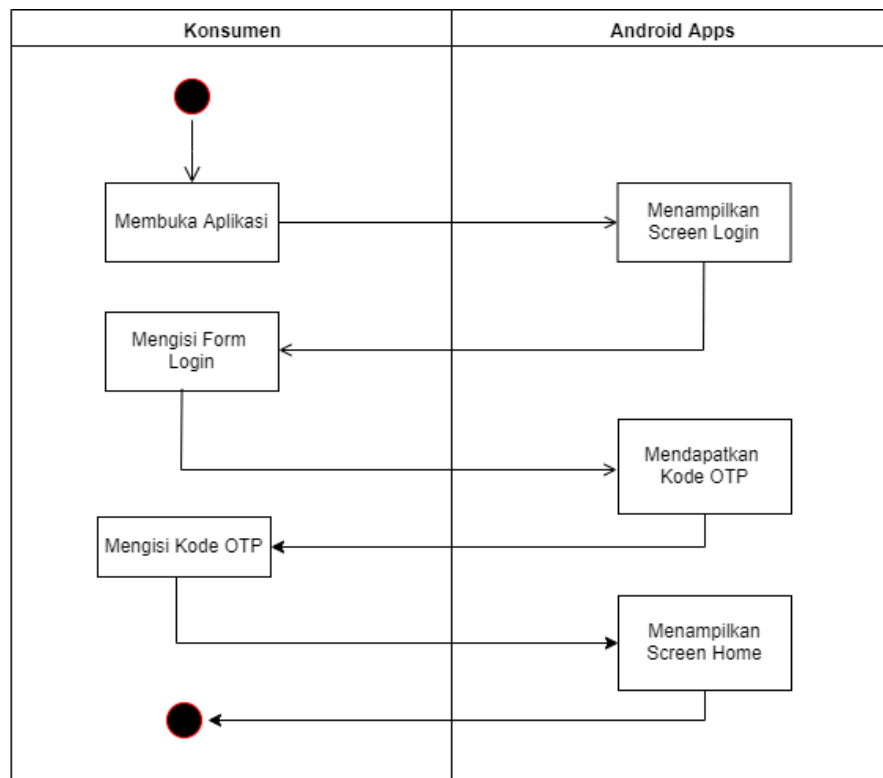 Konsumen
Android Apps
Membuka Aplikasi
Menampilkan
Screen Login
Mengisi Form
Login
Mendapatkan
Kode OTP
Mengisi Kode OTP
Menampilkan
Screen Home